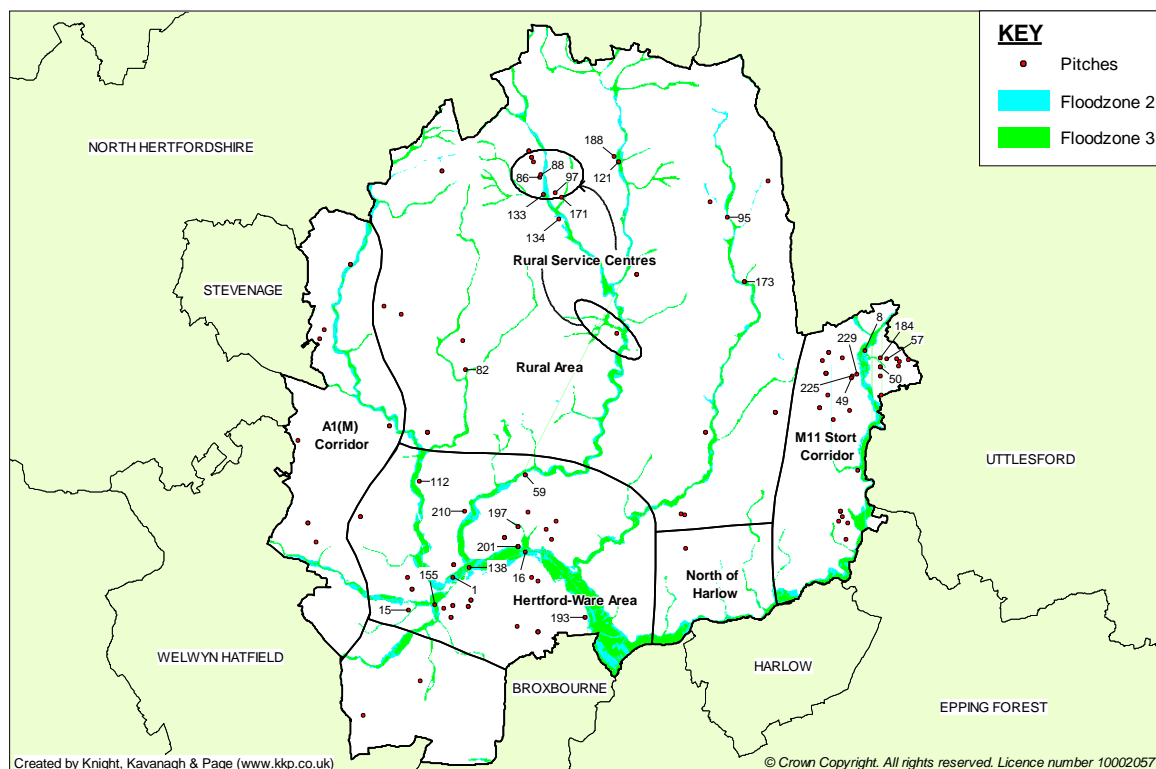 KEY
Pitches
Floodzone 2
Floodzone 3
NORTH HERTFORDSHIRE
188
88
86
97
121
133
171
95
134
Rural Service Centres
173
STEVENAGE
8
184
229
57
Rural Area
82
50
225
49
A1(M)
Corridor
M11 Stort
Corridor
UTTLESFORD
112
59
210
197
201
138
16
155
1
North of
Harlow
15
Hertford-Ware Area
193
WELWYN HATFIELD
HARLOW
BROXBOURNE
EPPING FOREST
Created by Knight, Kavanagh & Page (www.kkp.co.uk)
© Crown Copyright. All rights reserved. Licence number 10002057